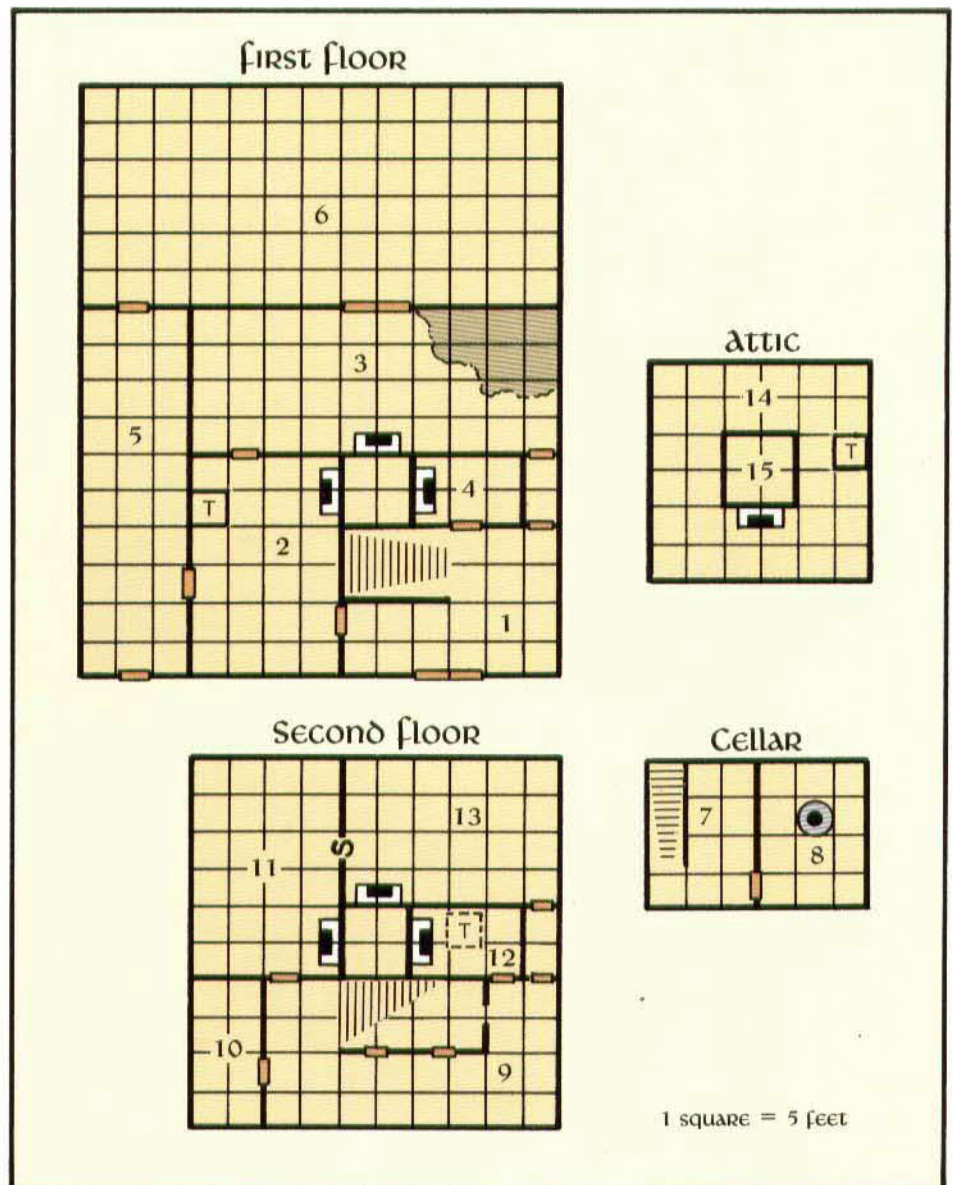 First Floor
6
3
5
4
T
2
1
Attic
14
T
15
Second Floor
13
S
11
T
12
10
9
Cellar
7
8
1 square = 5 feet